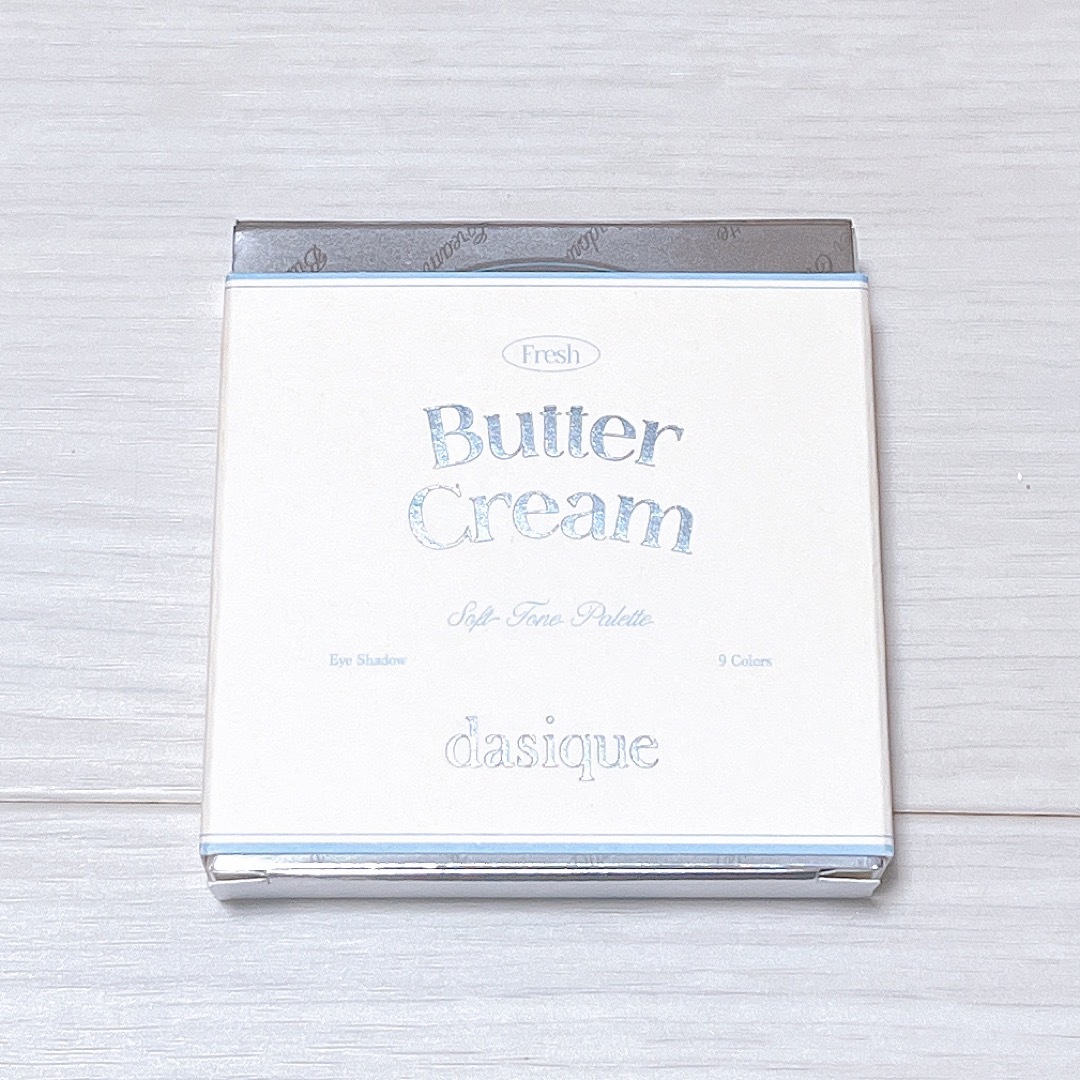 Fresh
Butter
Cream
Soft Tone Palette
Eye Shadow
9 Colors
dasique